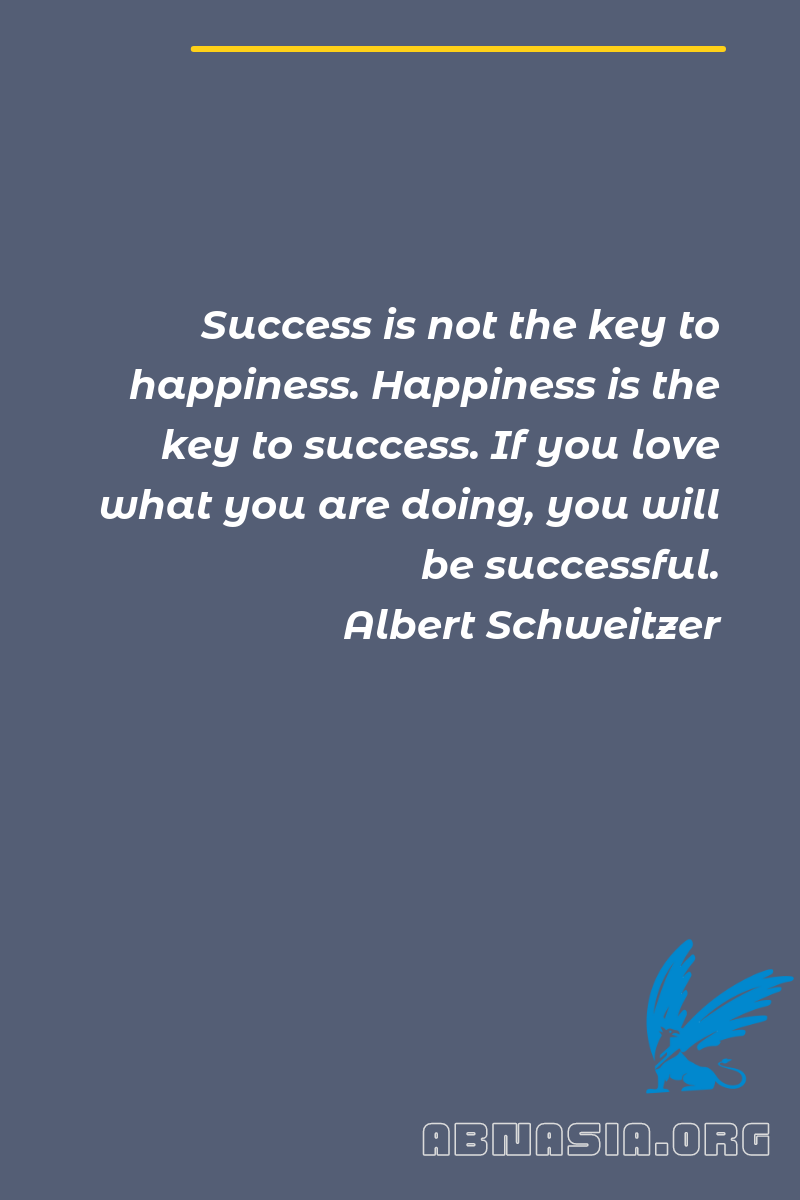 Success is not the key to
happiness. Happiness is the
key to success. If you love
what you are doing, you will
be successful.
Albert Schweitzer
ABNASIA.ORG